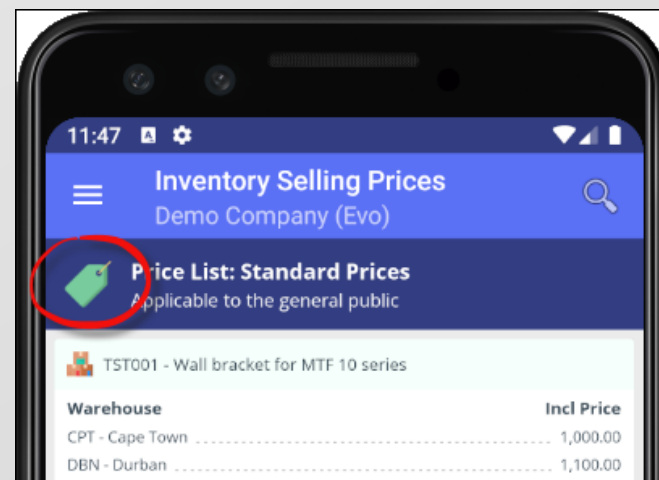 11:47
Inventory Selling Prices
Demo Company (Evo)
Price List: Standard Prices
Applicable to the general public
TST001 - Wall bracket for MTF 10 series
Warehouse Incl Price
CPT - Cape Town 1,000.00
DBN - Durban 1,100.00